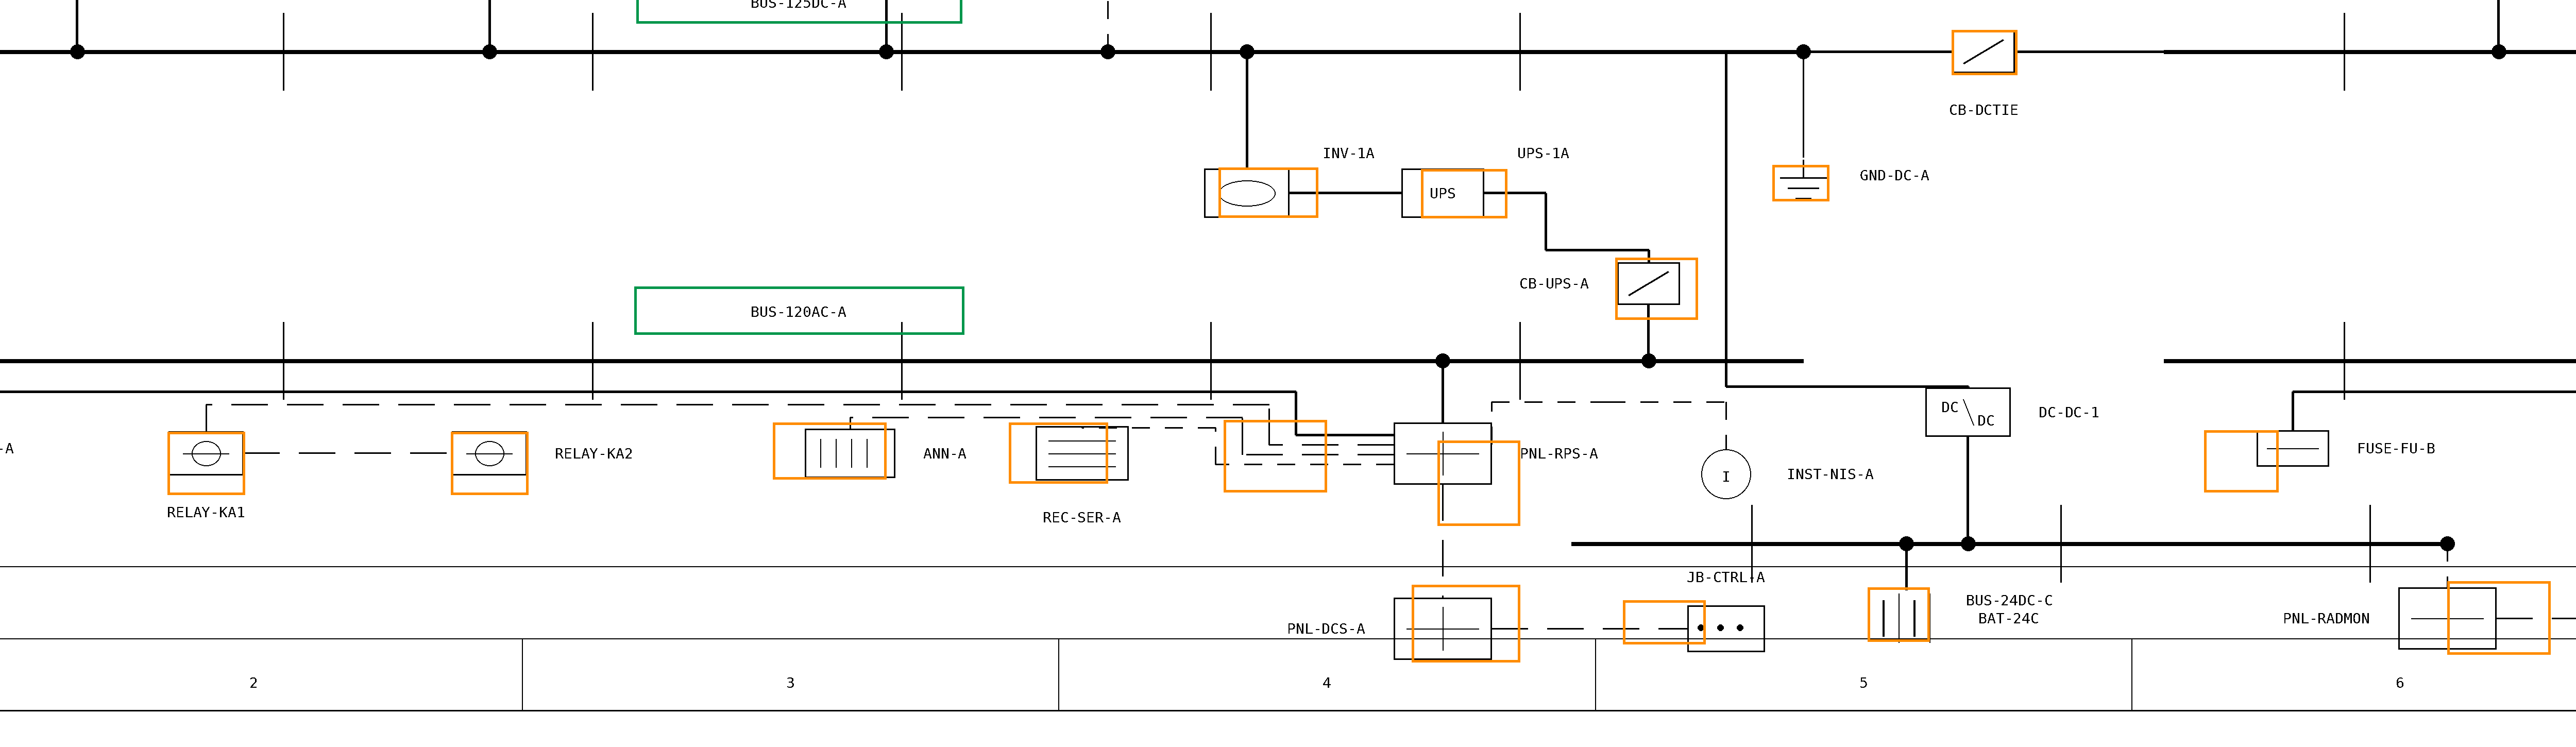 BUS-125DC-A
CB-DCTIE
INV-1A
UPS-1A
GND-DC-A
UPS
CB-UPS-A
BUS-120AC-A
DC
DC
DC-DC-1
-A
RELAY-KA2
ANN-A
PNL-RPS-A
FUSE-FU-B
I
INST-NIS-A
RELAY-KA1
REC-SER-A
JB-CTRL-A
BUS-24DC-C
BAT-24C
PNL-RADMON
PNL-DCS-A
2
3
4
5
6